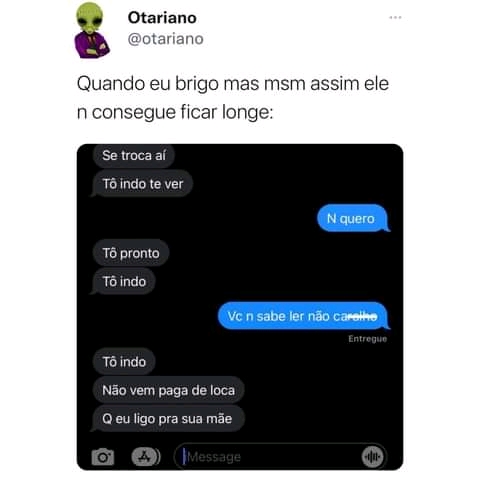 Otariano
@otariano
Quando eu brigo mas msm assim ele
n consegue ficar longe:
Se troca aí
Tô indo te ver
N quero
Tô pronto
Tô indo
Vc n sabe ler não caralho
Entregue
Tô indo
Não vem paga de loca
Q eu ligo pra sua mãe
iMessage